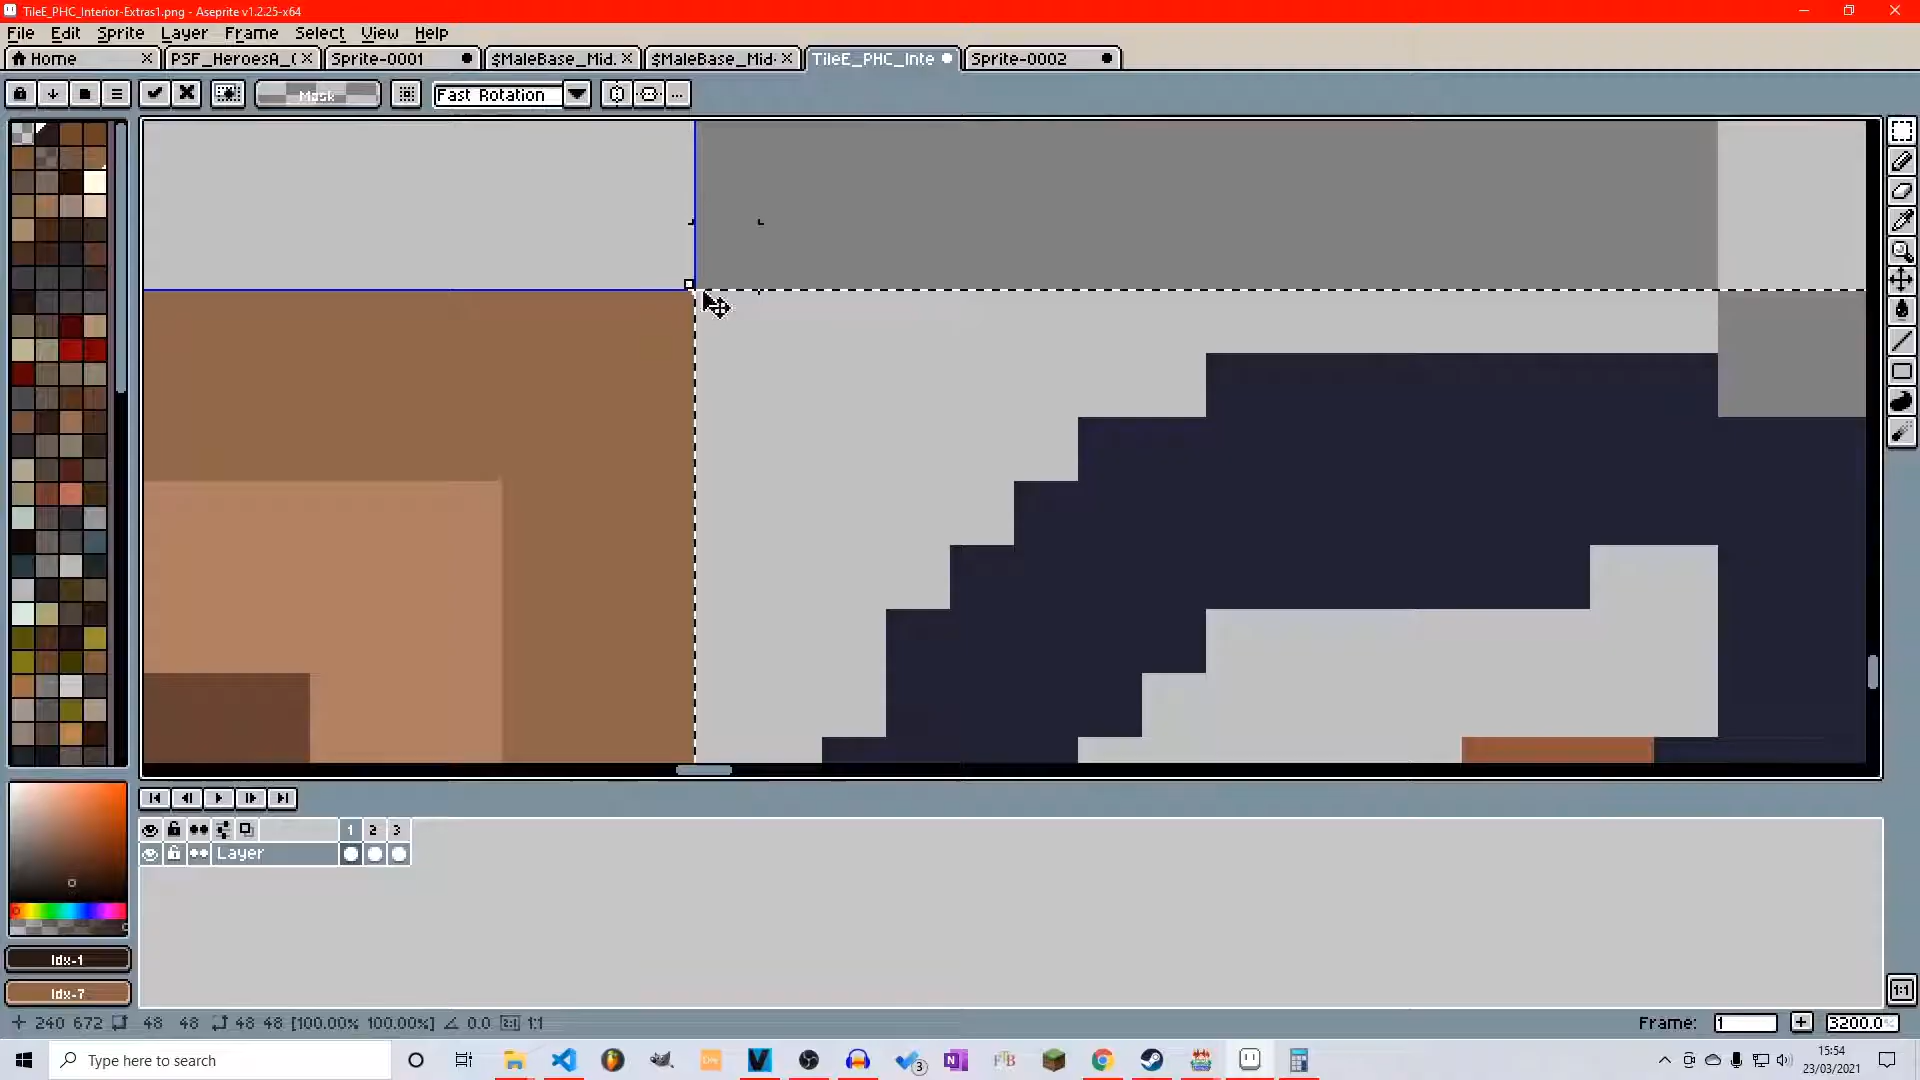 TileE_PHC_Interior-Extras1.png - Aseprite v1.2.25-x64
File Edit Sprite Layer Frame Select View Help
Home PSF_HeroesA_( Sprite-0001 $MaleBase_Mid. $MaleBase_Mid- TileE_PHC_Inte Sprite-0002
Mask Fast Rotation
1 2 3
Layer
Idx-1
Idx-7
240 672 48 48 48 48 [100.00% 100.00%] 0.0 1:1
1:1
Frame: 1 + 3200.0
Type here to search
3
15:54
23/03/2021